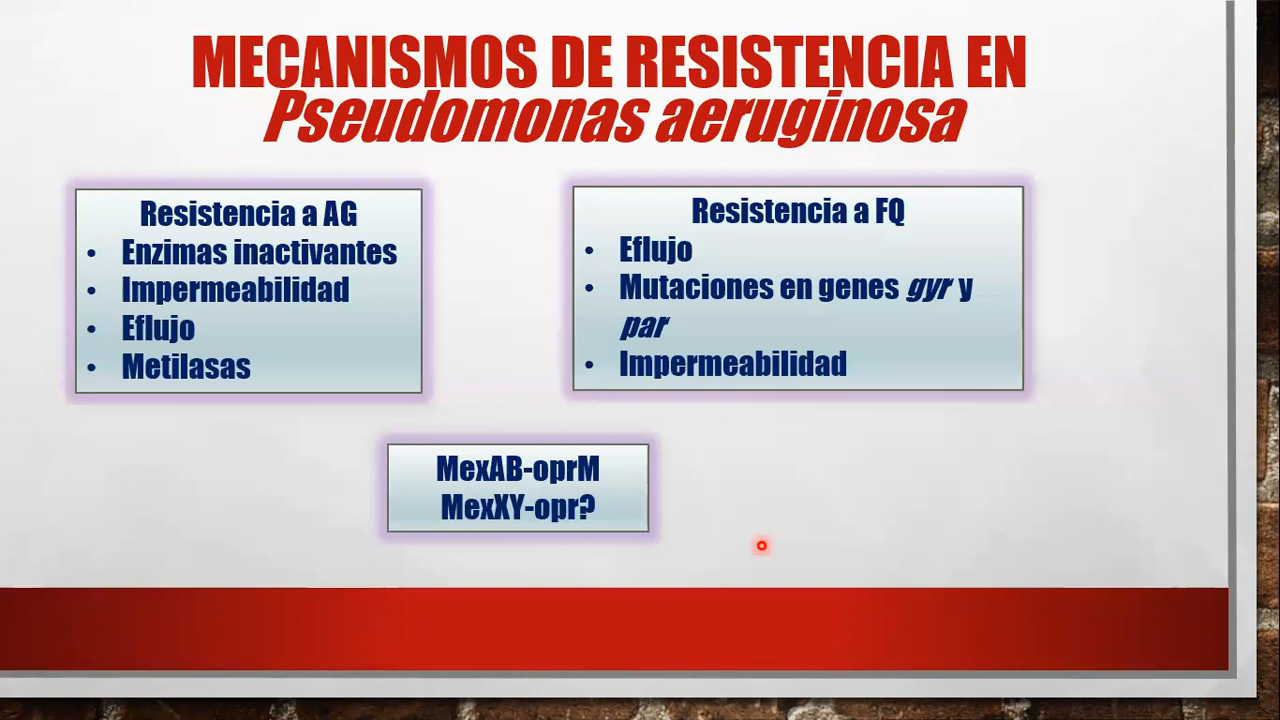 MECANISMOS DE RESISTENCIA EN
Pseudomonas aeruginosa
Resistencia a AG
• Enzimas inactivantes
• Impermeabilidad
• Eflujo
• Metilasas
Resistencia a FQ
• Eflujo
• Mutaciones en genes gyr y
par
• Impermeabilidad
MexAB-oprM
MexXY-opr?